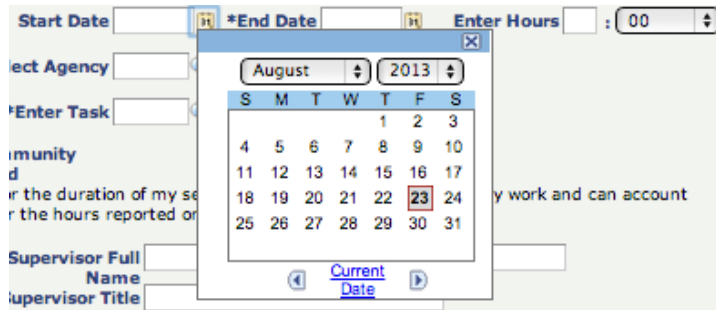 Start Date *End Date Enter Hours : 00
August 2013
S M T W T F S
1 2 3
4 5 6 7 8 9 10
11 12 13 14 15 16 17
18 19 20 21 22 23 24
25 26 27 28 29 30 31
Current
Date
lect Agency
*Enter Task
munity
d
r the duration of my se y work and can account
r the hours reported or
Supervisor Full
Name
Supervisor Title